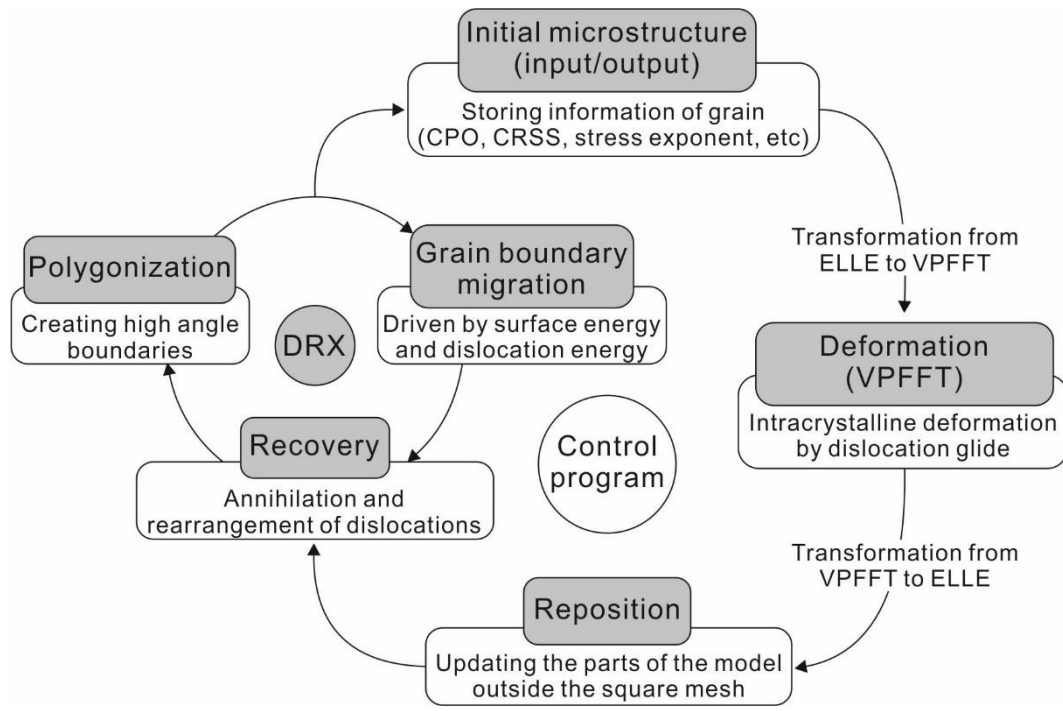 Initial microstructure
(input/output)
Storing information of grain
(CPO, CRSS, stress exponent, etc)
Transformation from
ELLE to VPFFT
Deformation
(VPFFT)
Intracrystalline deformation
by dislocation glide
Transformation from
VPFFT to ELLE
Reposition
Updating the parts of the model
outside the square mesh
Recovery
Annihilation and
rearrangement of dislocations
Polygonization
Creating high angle
boundaries
Grain boundary
migration
Driven by surface energy
and dislocation energy
DRX
Control
program